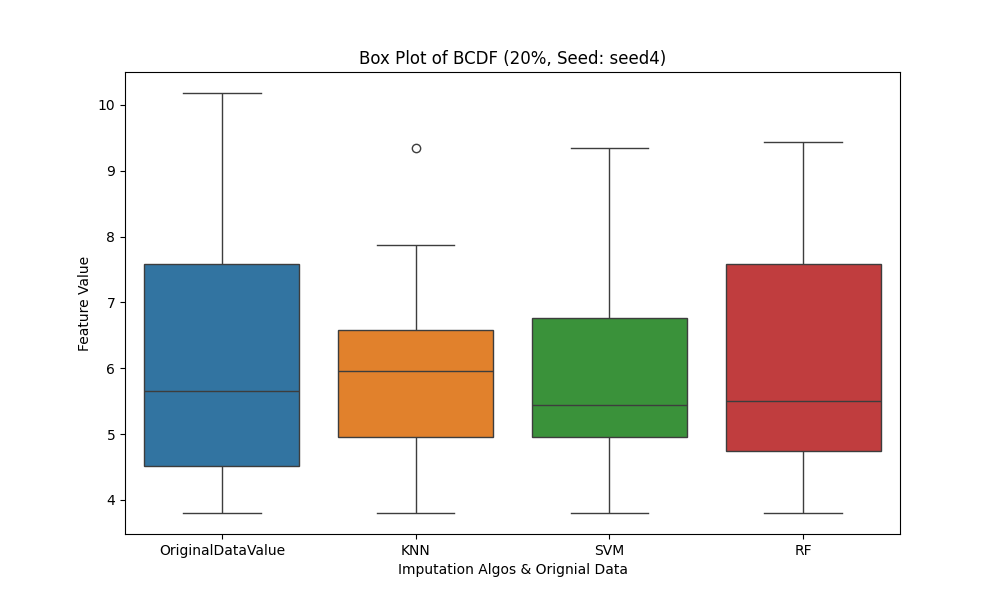 Box Plot of BCDF (20%, Seed: seed4)
10
9
8
7
6
5
4
Feature Value
OriginalDataValue
KNN
SVM
RF
Imputation Algos & Orignial Data